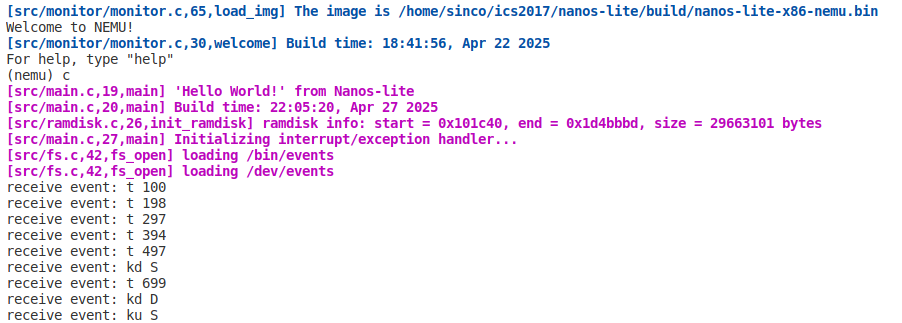 [src/monitor/monitor.c,65,load_img] The image is /home/sinco/ics2017/nanos-lite/build/nanos-lite-x86-nemu.bin
Welcome to NEMU!
[src/monitor/monitor.c,30,welcome] Build time: 18:41:56, Apr 22 2025
For help, type "help"
(nemu) c
[src/main.c,19,main] 'Hello World!' from Nanos-lite
[src/main.c,20,main] Build time: 22:05:20, Apr 27 2025
[src/ramdisk.c,26,init_ramdisk] ramdisk info: start = 0x101c40, end = 0x1d4bbbd, size = 29663101 bytes
[src/main.c,27,main] Initializing interrupt/exception handler...
[src/fs.c,42,fs_open] loading /bin/events
[src/fs.c,42,fs_open] loading /dev/events
receive event: t 100
receive event: t 198
receive event: t 297
receive event: t 394
receive event: t 497
receive event: kd S
receive event: t 699
receive event: kd D
receive event: ku S